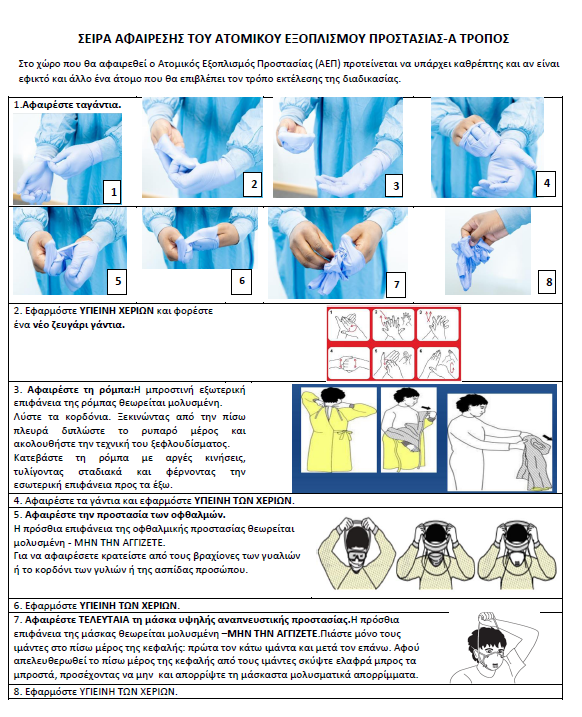 ΣΕΙΡΑ ΑΦΑΙΡΕΣΗΣ ΤΟΥ ΑΤΟΜΙΚΟΥ ΕΞΟΠΛΙΣΜΟΥ ΠΡΟΣΤΑΣΙΑΣ-Α ΤΡΟΠΟΣ
Στο χώρο που θα αφαιρεθεί ο Ατομικός Εξοπλισμός Προστασίας (ΑΕΠ) προτείνεται να υπάρχει καθρέπτης και αν είναι
εφικτό και άλλο ένα άτομο που θα επιβλέπει τον τρόπο εκτέλεσης της διαδικασίας.
1.Αφαιρέστε ταγάντια.
1
2
3
4
5
6
7
8
2. Εφαρμόστε ΥΓΙΕΙΝΗ ΧΕΡΙΩΝ και φορέστε
ένα νέο ζευγάρι γάντια.
1 2 3
4 5 6
3. Αφαιρέστε τη ρόμπα:Η μπροστινή εξωτερική
επιφάνεια της ρόμπας θεωρείται μολυσμένη.
Λύστε τα κορδόνια. Ξεκινώντας από την πίσω
πλευρά διπλώστε το ρυπαρό μέρος και
ακολουθήστε την τεχνική του ξεφλουδίσματος.
Κατεβάστε τη ρόμπα με αργές κινήσεις,
τυλίγοντας σταδιακά και φέρνοντας την
εσωτερική επιφάνεια προς τα έξω.
4. Αφαιρέστε τα γάντια και εφαρμόστε ΥΓΙΕΙΝΗ ΤΩΝ ΧΕΡΙΩΝ.
5. Αφαιρέστε την προστασία των οφθαλμών.
Η πρόσθια επιφάνεια της οφθαλμικής προστασίας θεωρείται
μολυσμένη - ΜΗΝ ΤΗΝ ΑΓΓΙΖΕΤΕ.
Για να αφαιρέσετε κρατείστε από τους βραχίονες των γυαλιών
ή το κορδόνι των γυλιών ή της ασπίδας προσώπου.
6. Εφαρμόστε ΥΓΙΕΙΝΗ ΤΩΝ ΧΕΡΙΩΝ.
7. Αφαιρέστε ΤΕΛΕΥΤΑΙΑ τη μάσκα υψηλής αναπνευστικής προστασίας.Η πρόσθια
επιφάνεια της μάσκας θεωρείται μολυσμένη –ΜΗΝ ΤΗΝ ΑΓΓΙΖΕΤΕ.Πιάστε μόνο τους
ιμάντες στο πίσω μέρος της κεφαλής: πρώτα τον κάτω ιμάντα και μετά τον επάνω. Αφού
απελευθερωθεί το πίσω μέρος της κεφαλής από τους ιμάντες σκύψτε ελαφρά μπρος τα
μπροστά, προσέχοντας να μην και απορρίψτε τη μάσκαστα μολυσματικά απορρίμματα.
8. Εφαρμόστε ΥΓΙΕΙΝΗ ΤΩΝ ΧΕΡΙΩΝ.